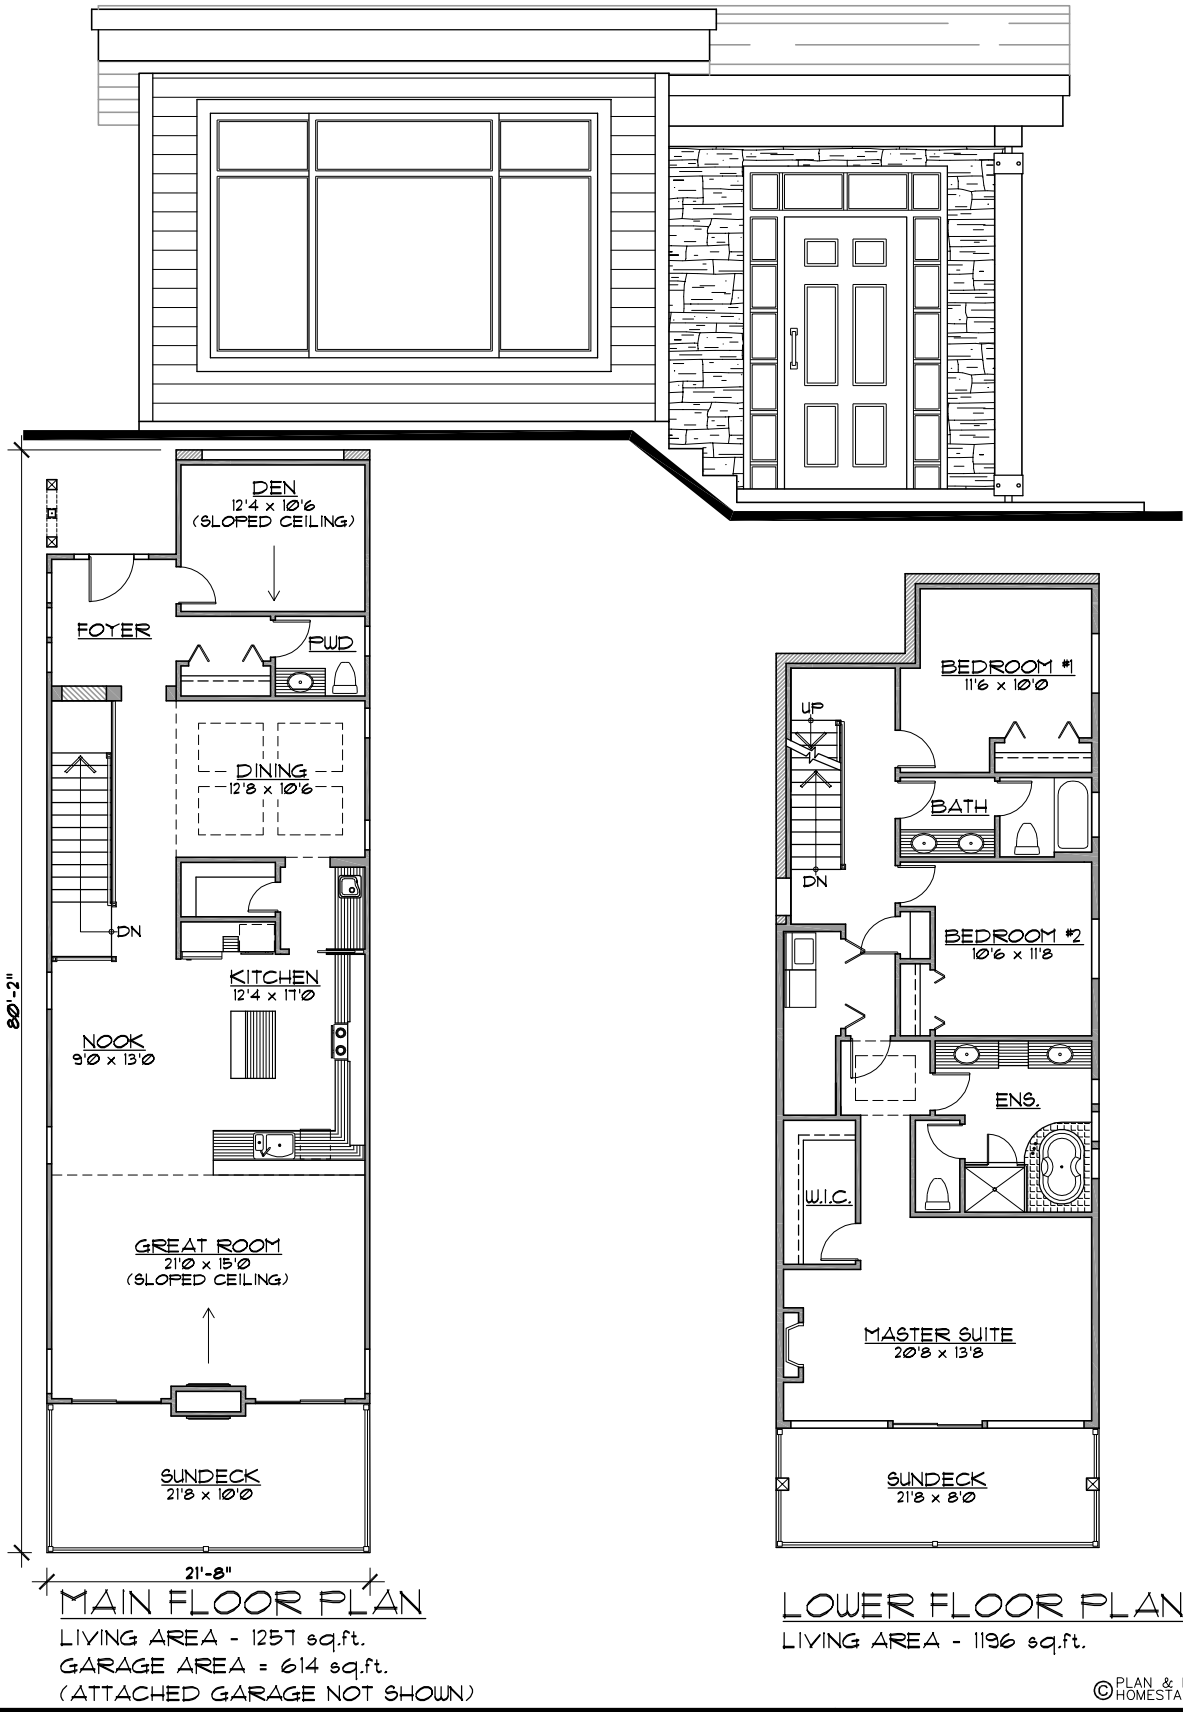 DEN
12'4 x 10'6
(SLOPED CEILING)
FOYER
PWD
DINING
12'8 x 10'6
DN
KITCHEN
12'4 x 17'0
NOOK
9'0 x 13'0
GREAT ROOM
21'0 x 15'0
(SLOPED CEILING)
SUNDECK
21'8 x 10'0
80'-2"
21'-8"
MAIN FLOOR PLAN
LIVING AREA - 1257 sq.ft.
GARAGE AREA = 614 sq.ft.
(ATTACHED GARAGE NOT SHOWN)
BEDROOM #1
11'6 x 10'0
UP
BATH
DN
BEDROOM #2
10'6 x 11'8
ENS.
W.I.C.
MASTER SUITE
20'8 x 13'8
SUNDECK
21'8 x 8'0
LOWER FLOOR PLAN
LIVING AREA - 1196 sq.ft.
© PLAN &
HOMESTA